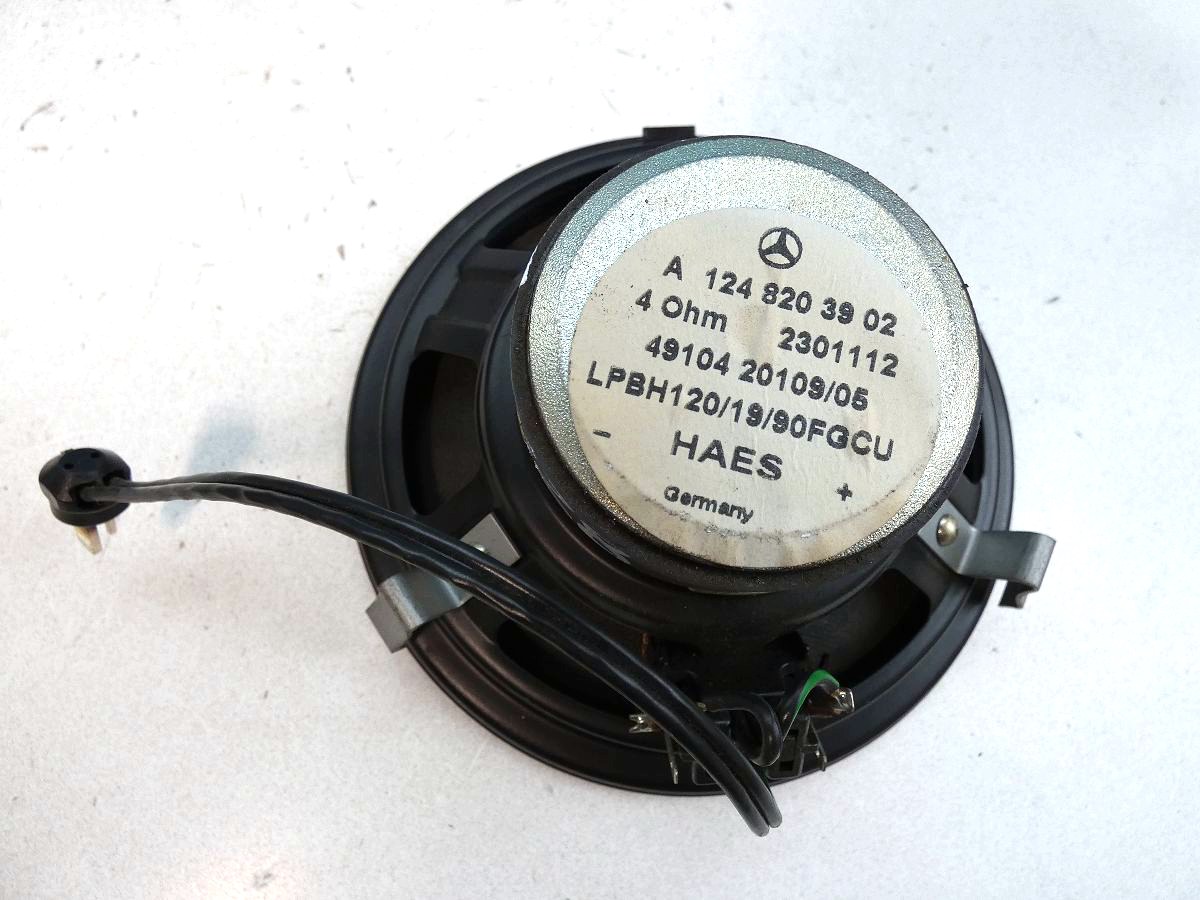 A 124 820 39 02
4 Ohm 2301112
49104 20109/05
LPBH120/19/90FGCU
- HAES +
Germany